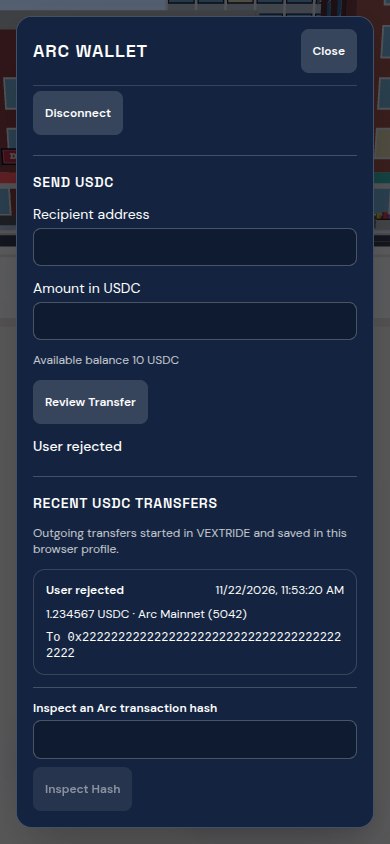 ARC WALLET
Close
Disconnect
SEND USDC
Recipient address
Amount in USDC
Available balance 10 USDC
Review Transfer
User rejected
RECENT USDC TRANSFERS
Outgoing transfers started in VEXTRIDE and saved in this
browser profile.
User rejected 11/22/2026, 11:53:20 AM
1.234567 USDC · Arc Mainnet (5042)
To 0x222222222222222222222222222222222222
2222
Inspect an Arc transaction hash
Inspect Hash